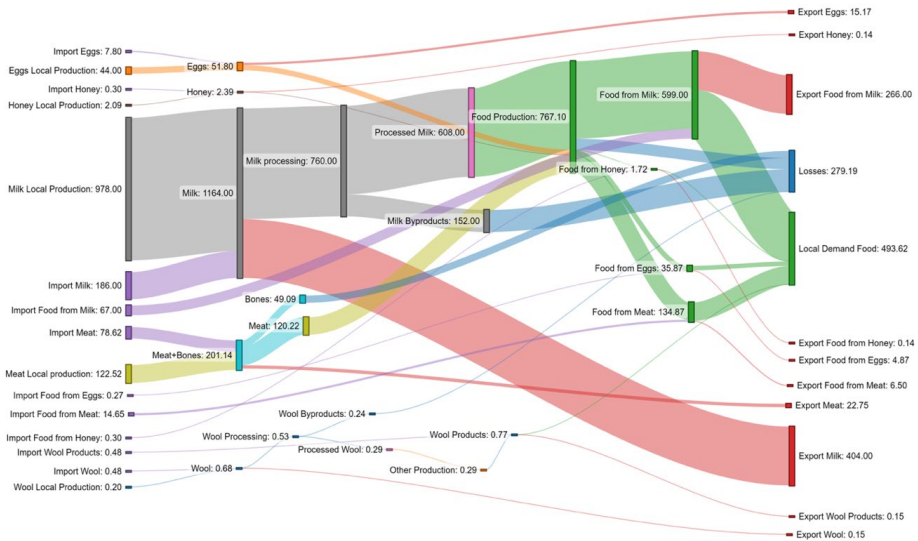 Export Eggs: 15.17
Export Honey: 0.14
Import Eggs: 7.80
Eggs: 51.80
Eggs Local Production: 44.00
Import Honey: 0.30
Honey: 2.39
Honey Local Production: 2.09
Food from Milk: 599.00
Export Food from Milk: 266.00
Food Production: 767.10
Processed Milk: 608.00
Milk processing: 760.00
Food from Honey: 1.72
Losses: 279.19
Milk Local Production: 978.00
Milk: 1164.00
Milk Byproducts: 152.00
Local Demand Food: 493.62
Food from Eggs: 35.87
Import Milk: 186.00
Bones: 49.09
Import Food from Milk: 67.00
Food from Meat: 134.87
Meat: 120.22
Import Meat: 78.62
Export Food from Honey: 0.14
Meat+Bones: 201.14
Export Food from Eggs: 4.87
Meat Local production: 122.52
Export Food from Meat: 6.50
Import Food from Eggs: 0.27
Export Meat: 22.75
Import Food from Meat: 14.65
Wool Byproducts: 0.24
Import Food from Honey: 0.30
Wool Processing: 0.53
Wool Products: 0.77
Import Wool Products: 0.48
Processed Wool: 0.29
Export Milk: 404.00
Import Wool: 0.48
Wool: 0.68
Other Production: 0.29
Wool Local Production: 0.20
Export Wool Products: 0.15
Export Wool: 0.15